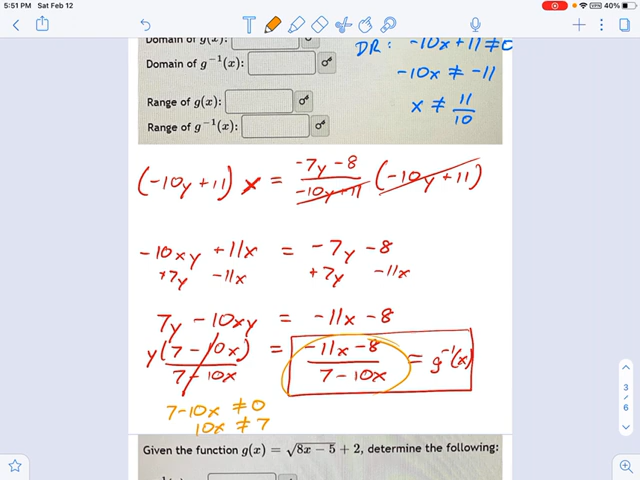 5:51 PM Sat Feb 12
40%
Domain of g(x):
DR: -10x + 11 ≠ 0
Domain of g⁻¹(x):
-10x ≠ -11
Range of g(x):
x ≠ 11/10
Range of g⁻¹(x):
(-10y + 11) x = (-7y - 8)/(-10y + 11) (-10y + 11)
-10xy + 11x = -7y - 8
+7y -11x +7y -11x
7y - 10xy = -11x - 8
y(7 - 10x)/(7 - 10x) = (-11x - 8)/(7 - 10x) = g⁻¹(x)
7 - 10x ≠ 0
10x ≠ 7
3
/
6
Given the function g(x) = √(8x − 5) + 2, determine the following: